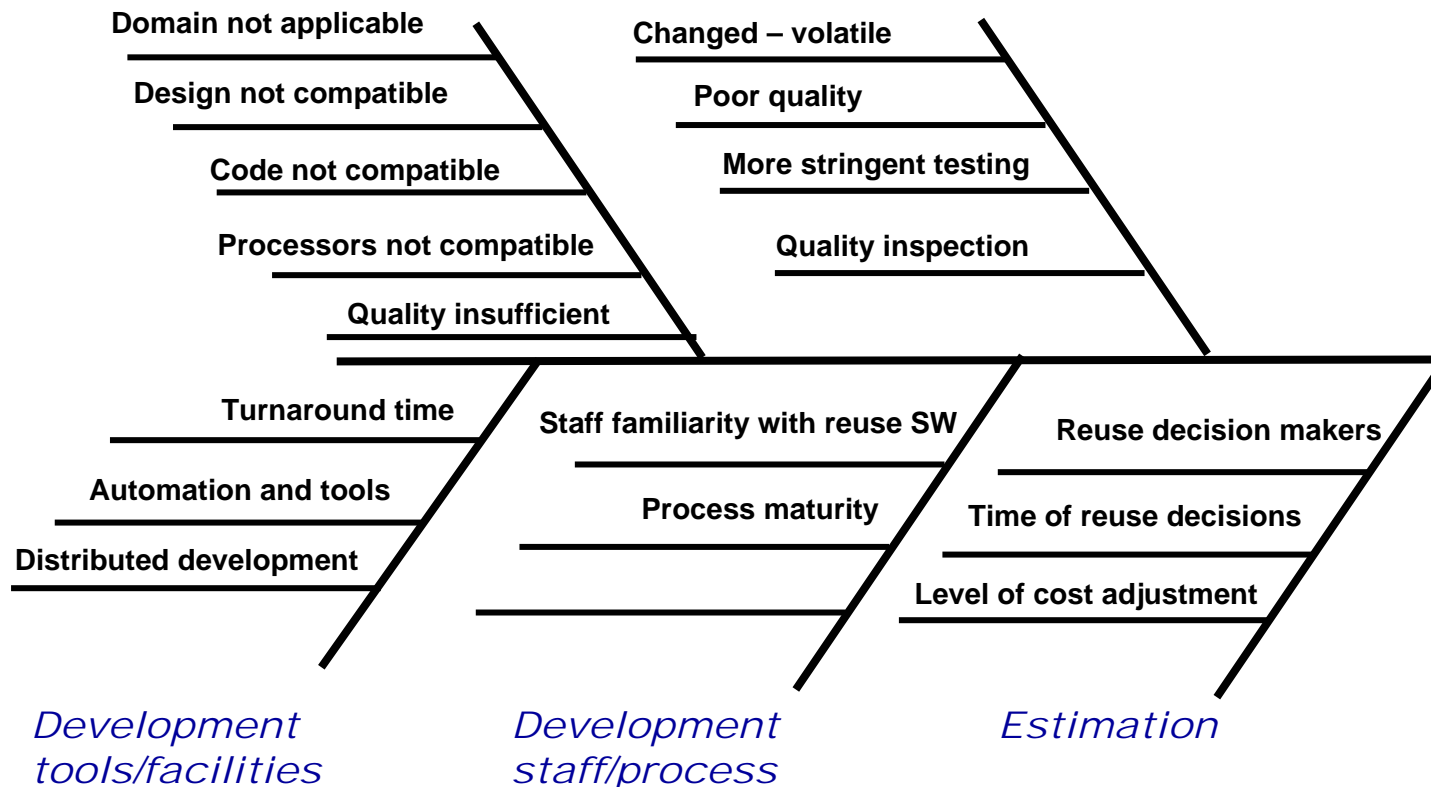 Domain not applicable
Design not compatible
Code not compatible
Processors not compatible
Quality insufficient
Changed – volatile
Poor quality
More stringent testing
Quality inspection
Turnaround time
Automation and tools
Distributed development
Staff familiarity with reuse SW
Process maturity
Reuse decision makers
Time of reuse decisions
Level of cost adjustment
Development
tools/facilities
Development
staff/process
Estimation